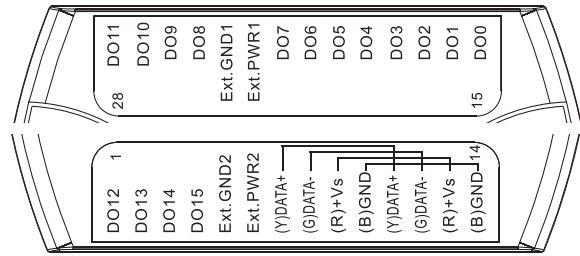 DO11
DO10
DO9
DO8
Ext.GND1
Ext.PWR1
DO7
DO6
DO5
DO4
DO3
DO2
DO1
DO0
28
15
1
14
DO12
DO13
DO14
DO15
Ext.GND2
Ext.PWR2
(Y)DATA+
(G)DATA-
(R)+Vs
(B)GND
(Y)DATA+
(G)DATA-
(R)+Vs
(B)GND